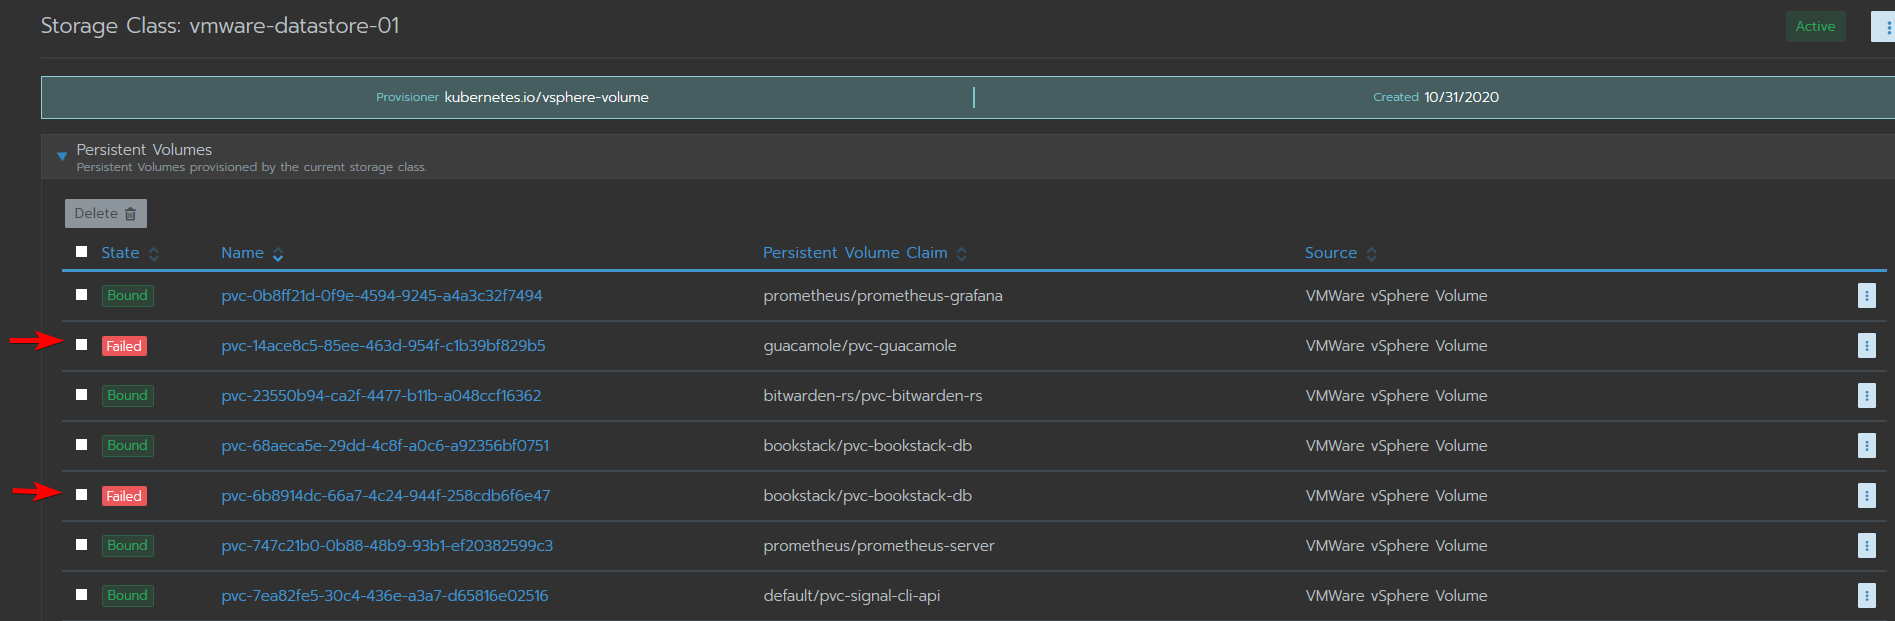 Storage Class: vmware-datastore-01
Active
Provisioner kubernetes.io/vsphere-volume
Created 10/31/2020
Persistent Volumes
Persistent Volumes provisioned by the current storage class.
Delete
State Name Persistent Volume Claim Source
Bound pvc-0b8ff21d-0f9e-4594-9245-a4a3c32f7494 prometheus/prometheus-grafana VMWare vSphere Volume
Failed pvc-14ace8c5-85ee-463d-954f-c1b39bf829b5 guacamole/pvc-guacamole VMWare vSphere Volume
Bound pvc-23550b94-ca2f-4477-b11b-a048ccf16362 bitwarden-rs/pvc-bitwarden-rs VMWare vSphere Volume
Bound pvc-68aeca5e-29dd-4c8f-a0c6-a92356bf0751 bookstack/pvc-bookstack-db VMWare vSphere Volume
Failed pvc-6b8914dc-66a7-4c24-944f-258cdb6f6e47 bookstack/pvc-bookstack-db VMWare vSphere Volume
Bound pvc-747c21b0-0b88-48b9-93b1-ef20382599c3 prometheus/prometheus-server VMWare vSphere Volume
Bound pvc-7ea82fe5-30c4-436e-a3a7-d65816e02516 default/pvc-signal-cli-api VMWare vSphere Volume